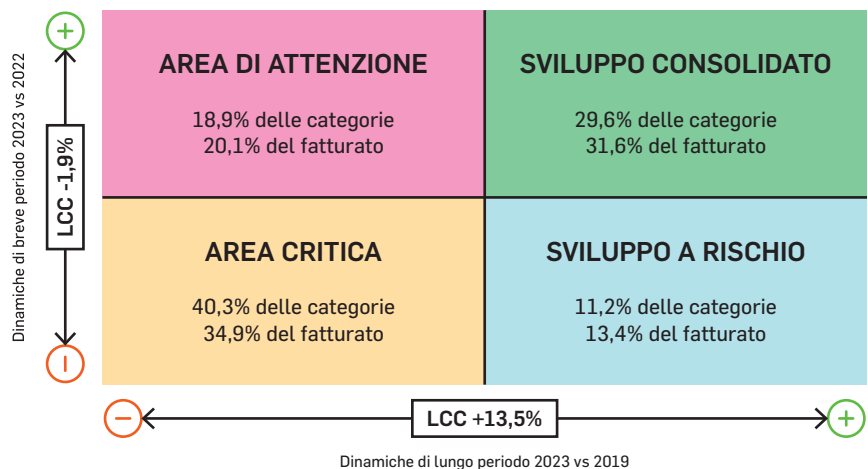 Dinamiche di breve periodo 2023 vs 2022
LCC -1,9%
AREA DI ATTENZIONE
18,9% delle categorie
20,1% del fatturato
SVILUPPO CONSOLIDATO
29,6% delle categorie
31,6% del fatturato
AREA CRITICA
40,3% delle categorie
34,9% del fatturato
SVILUPPO A RISCHIO
11,2% delle categorie
13,4% del fatturato
LCC +13,5%
Dinamiche di lungo periodo 2023 vs 2019